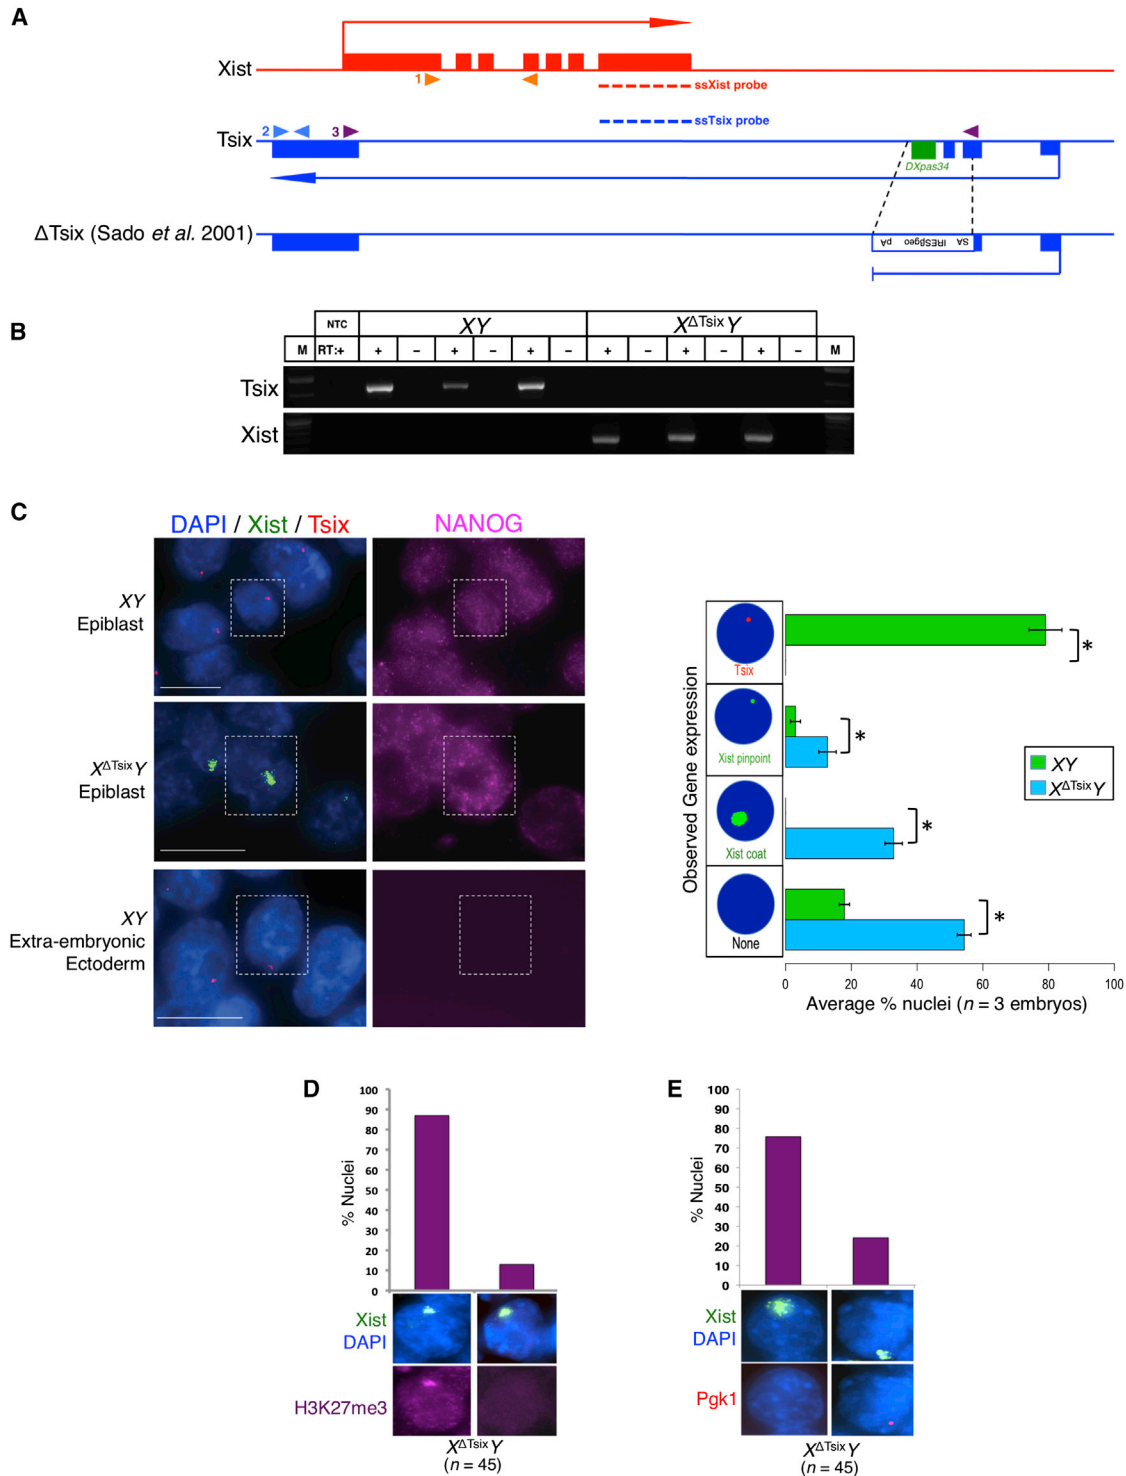 A
Xist
1
ssXist probe
ssTsix probe
2
3
Tsix
DXpas34
ΔTsix (Sado et al. 2001)
pA IRESβgeo SA
B
NTC XY XΔTsixY
M RT:+ + − + − + − + − + − + − M
Tsix
Xist
C
DAPI / Xist / Tsix NANOG
XY
Epiblast
XΔTsixY
Epiblast
XY
Extra-embryonic
Ectoderm
Observed Gene expression
Tsix
Xist pinpoint
Xist coat
None
*
*
*
*
XY
XΔTsixY
0 20 40 60 80 100
Average % nuclei (n = 3 embryos)
D
% Nuclei
100
90
80
70
60
50
40
30
20
10
0
Xist
DAPI
H3K27me3
XΔTsixY
(n = 45)
E
% Nuclei
100
90
80
70
60
50
40
30
20
10
0
Xist
DAPI
Pgk1
XΔTsixY
(n = 45)